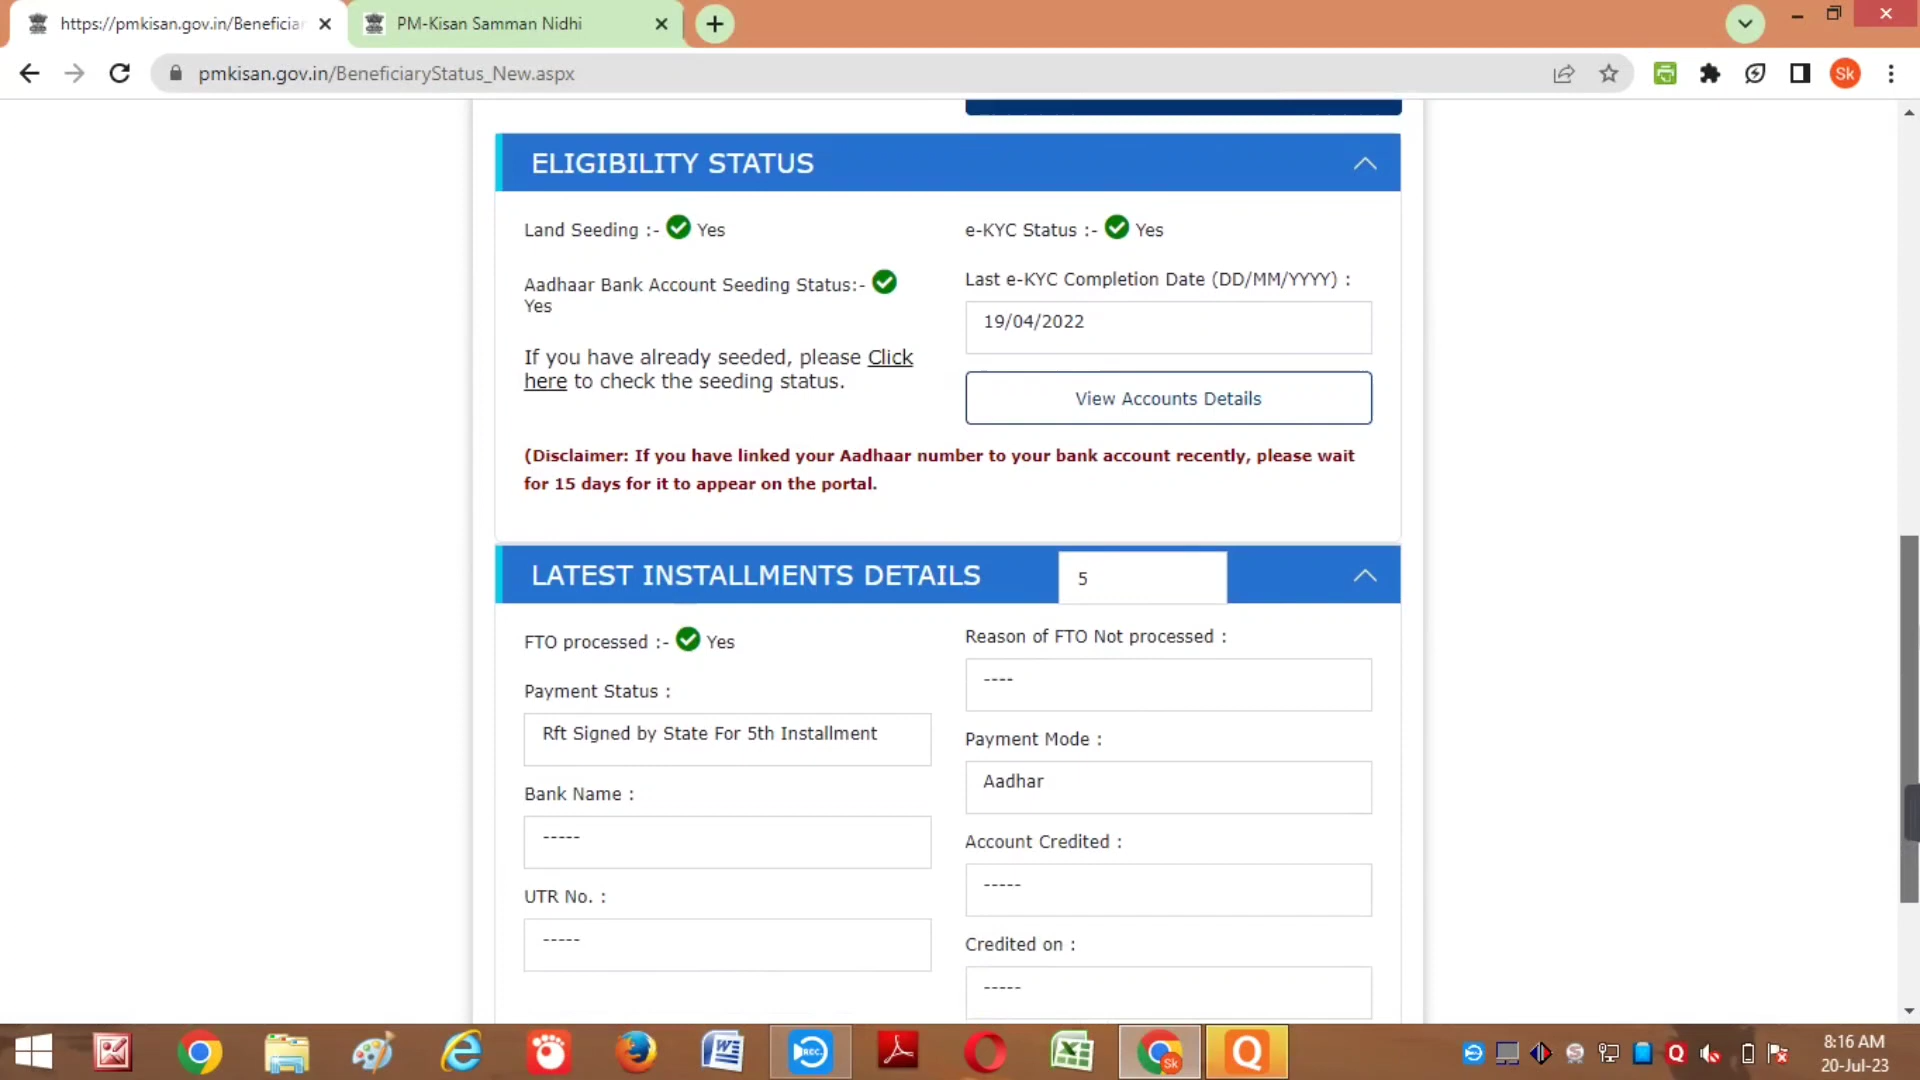 https://pmkisan.gov.in/Beneficiar
PM-Kisan Samman Nidhi
pmkisan.gov.in/BeneficiaryStatus_New.aspx
Sk
ELIGIBILITY STATUS
Land Seeding :- Yes
e-KYC Status :- Yes
Aadhaar Bank Account Seeding Status:-
Yes
Last e-KYC Completion Date (DD/MM/YYYY) :
19/04/2022
If you have already seeded, please Click
here to check the seeding status.
View Accounts Details
(Disclaimer: If you have linked your Aadhaar number to your bank account recently, please wait
for 15 days for it to appear on the portal.
LATEST INSTALLMENTS DETAILS
5
FTO processed :- Yes
Reason of FTO Not processed :
----
Payment Status :
Rft Signed by State For 5th Installment
Payment Mode :
Aadhar
Bank Name :
-----
Account Credited :
-----
UTR No. :
-----
Credited on :
-----
REC.
Sk
8:16 AM
20-Jul-23